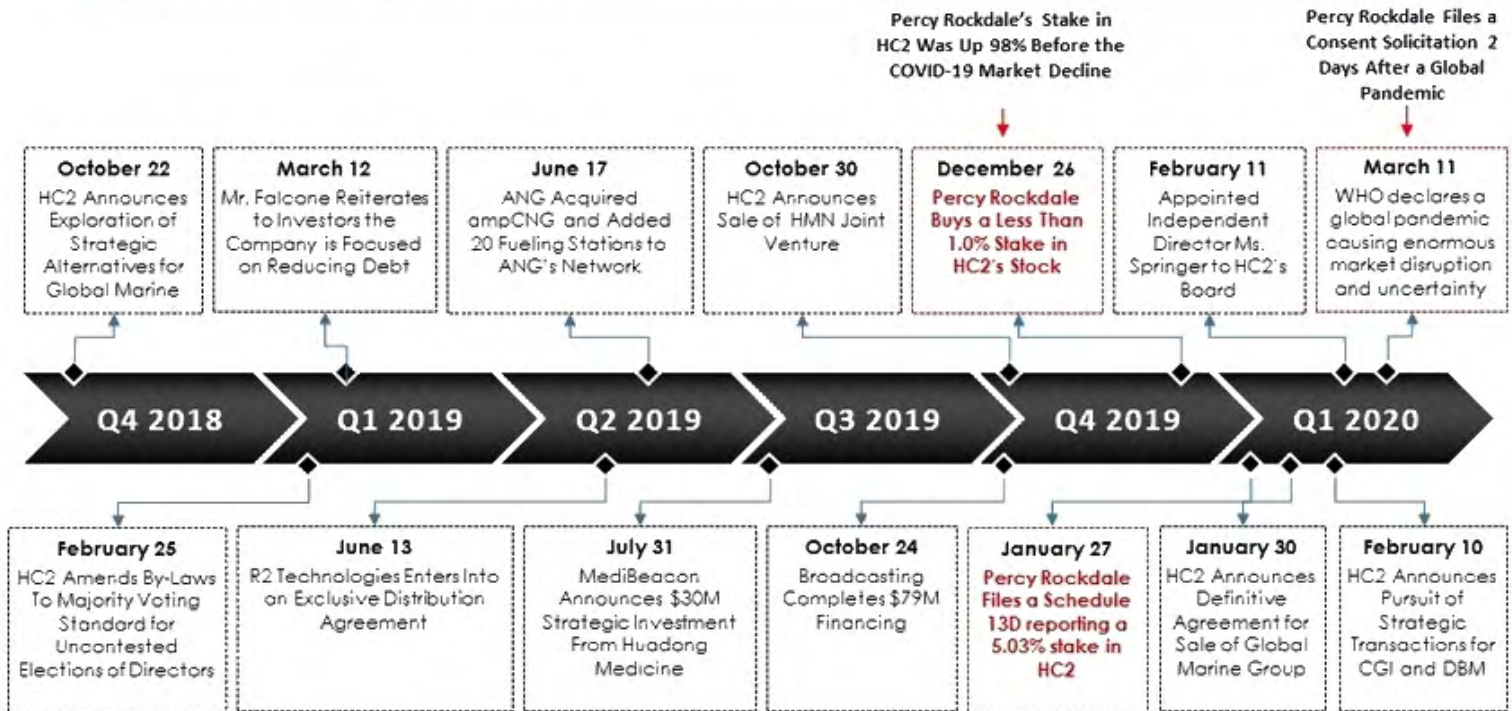 Percy Rockdale's Stake in
HC2 Was Up 98% Before the
COVID-19 Market Decline
Percy Rockdale Files a
Consent Solicitation 2
Days After a Global
Pandemic
October 22
HC2 Announces
Exploration of
Strategic
Alternatives for
Global Marine
March 12
Mr. Falcone Reiterates
to Investors the
Company is Focused
on Reducing Debt
June 17
ANG Acquired
ampCNG and Added
20 Fueling Stations to
ANG's Network
October 30
HC2 Announces
Sale of HMN Joint
Venture
December 26
Percy Rockdale
Buys a Less Than
1.0% Stake in
HC2's Stock
February 11
Appointed
Independent
Director Ms.
Springer to HC2's
Board
March 11
WHO declares a
global pandemic
causing enormous
market disruption
and uncertainty
Q4 2018
Q1 2019
Q2 2019
Q3 2019
Q4 2019
Q1 2020
February 25
HC2 Amends By-Laws
To Majority Voting
Standard for
Uncontested
Elections of Directors
June 13
R2 Technologies Enters Into
an Exclusive Distribution
Agreement
July 31
MediBeacon
Announces $30M
Strategic Investment
From Huadong
Medicine
October 24
Broadcasting
Completes $79M
Financing
January 27
Percy Rockdale
Files a Schedule
13D reporting a
5.03% stake in
HC2
January 30
HC2 Announces
Definitive
Agreement for
Sale of Global
Marine Group
February 10
HC2 Announces
Pursuit of
Strategic
Transactions for
CGI and DBM